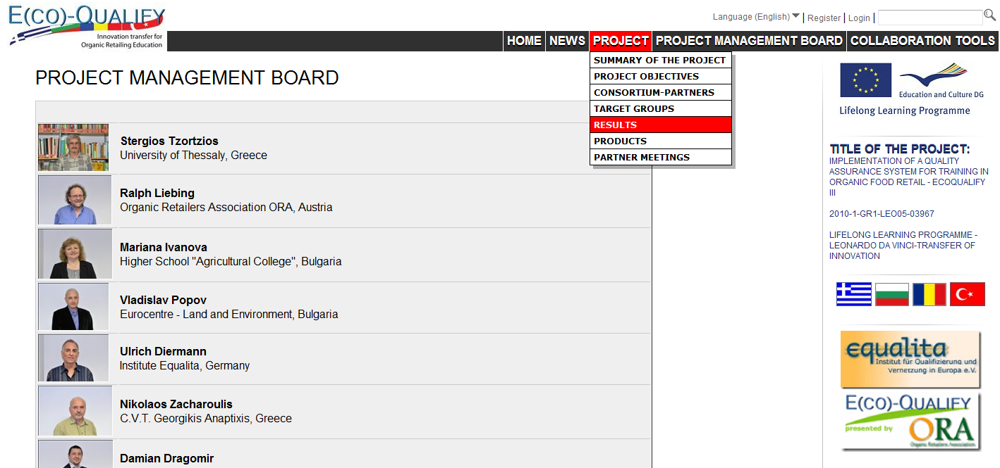 E(CO)-QUALIFY
Innovation transfer for
Organic Retailing Education
Language (English) | Register | Login |
HOME NEWS PROJECT PROJECT MANAGEMENT BOARD COLLABORATION TOOLS
SUMMARY OF THE PROJECT
PROJECT OBJECTIVES
CONSORTIUM-PARTNERS
TARGET GROUPS
RESULTS
PRODUCTS
PARTNER MEETINGS
PROJECT MANAGEMENT BOARD
Stergios Tzortzios
University of Thessaly, Greece
Ralph Liebing
Organic Retailers Association ORA, Austria
Mariana Ivanova
Higher School "Agricultural College", Bulgaria
Vladislav Popov
Eurocentre - Land and Environment, Bulgaria
Ulrich Diermann
Institute Equalita, Germany
Nikolaos Zacharoulis
C.V.T. Georgikis Anaptixis, Greece
Damian Dragomir
Education and Culture DG
Lifelong Learning Programme
TITLE OF THE PROJECT:
IMPLEMENTATION OF A QUALITY
ASSURANCE SYSTEM FOR TRAINING IN
ORGANIC FOOD RETAIL - ECOQUALIFY
III
2010-1-GR1-LEO05-03967
LIFELONG LEARNING PROGRAMME -
LEONARDO DA VINCI-TRANSFER OF
INNOVATION
equalita
Institut für Qualifizierung und
Vernetzung in Europa e.V.
E(CO)-QUALIFY
presented by
ORA
Organic Retailers Association